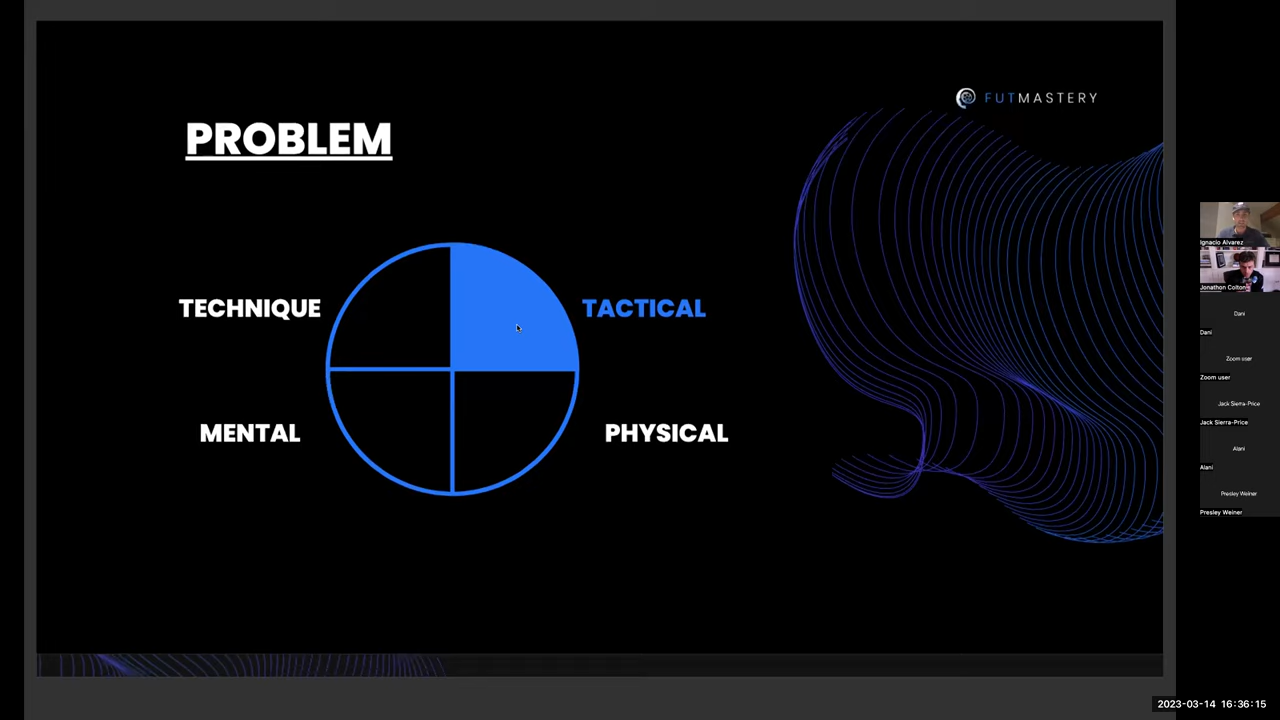 FUTMASTERY
PROBLEM
TECHNIQUE
TACTICAL
MENTAL
PHYSICAL
Ignacio Alvarez
Jonathon Colton
Dani
Dani
Zoom user
Zoom user
Jack Sierra-Price
Jack Sierra-Price
Alani
Alani
Presley Weiner
Presley Weiner
2023-03-14 16:36:15